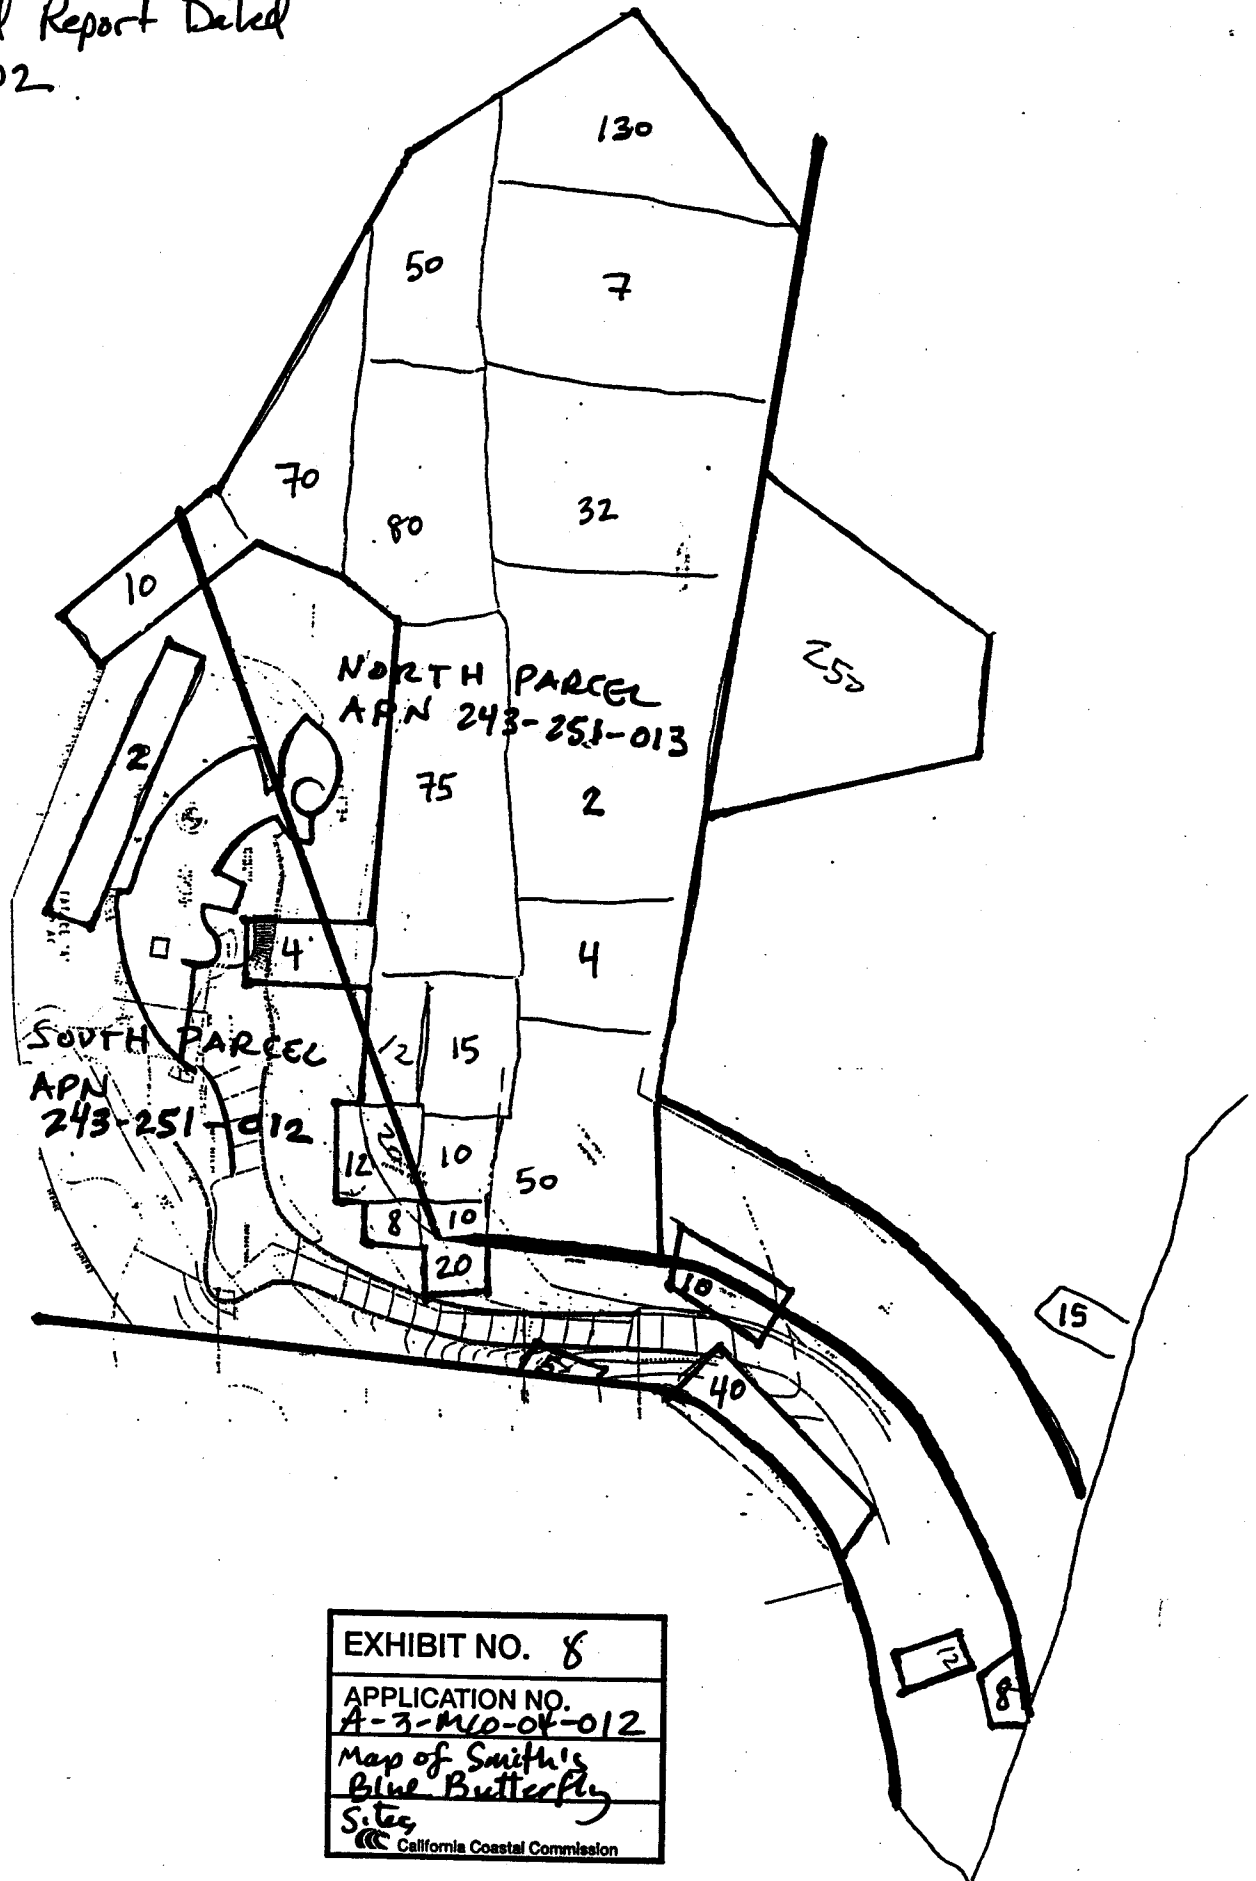 Report Dated
02
130
50
7
70
80
32
10
250
NORTH PARCEL
APN 243-251-013
2
75
2
4
4
SOUTH PARCEL
12
15
APN
243-251-012
12
20
10
50
8
10
20
10
15
40
12
8
EXHIBIT NO. 8
APPLICATION NO.
A-3-MCO-04-012
Map of Smith's
Blue Butterfly
Sites
California Coastal Commission